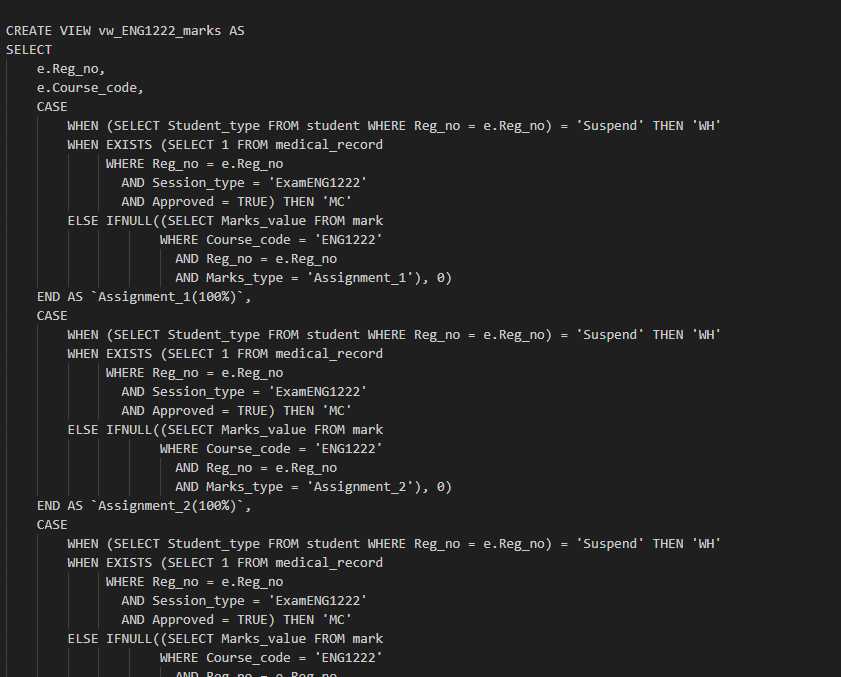 CREATE VIEW vw_ENG1222_marks AS
SELECT
e.Reg_no,
e.Course_code,
CASE
WHEN (SELECT Student_type FROM student WHERE Reg_no = e.Reg_no) = 'Suspend' THEN 'WH'
WHEN EXISTS (SELECT 1 FROM medical_record
WHERE Reg_no = e.Reg_no
AND Session_type = 'ExamENG1222'
AND Approved = TRUE) THEN 'MC'
ELSE IFNULL((SELECT Marks_value FROM mark
WHERE Course_code = 'ENG1222'
AND Reg_no = e.Reg_no
AND Marks_type = 'Assignment_1'), 0)
END AS `Assignment_1(100%)`,
CASE
WHEN (SELECT Student_type FROM student WHERE Reg_no = e.Reg_no) = 'Suspend' THEN 'WH'
WHEN EXISTS (SELECT 1 FROM medical_record
WHERE Reg_no = e.Reg_no
AND Session_type = 'ExamENG1222'
AND Approved = TRUE) THEN 'MC'
ELSE IFNULL((SELECT Marks_value FROM mark
WHERE Course_code = 'ENG1222'
AND Reg_no = e.Reg_no
AND Marks_type = 'Assignment_2'), 0)
END AS `Assignment_2(100%)`,
CASE
WHEN (SELECT Student_type FROM student WHERE Reg_no = e.Reg_no) = 'Suspend' THEN 'WH'
WHEN EXISTS (SELECT 1 FROM medical_record
WHERE Reg_no = e.Reg_no
AND Session_type = 'ExamENG1222'
AND Approved = TRUE) THEN 'MC'
ELSE IFNULL((SELECT Marks_value FROM mark
WHERE Course_code = 'ENG1222'
AND Reg_no = e.Reg_no